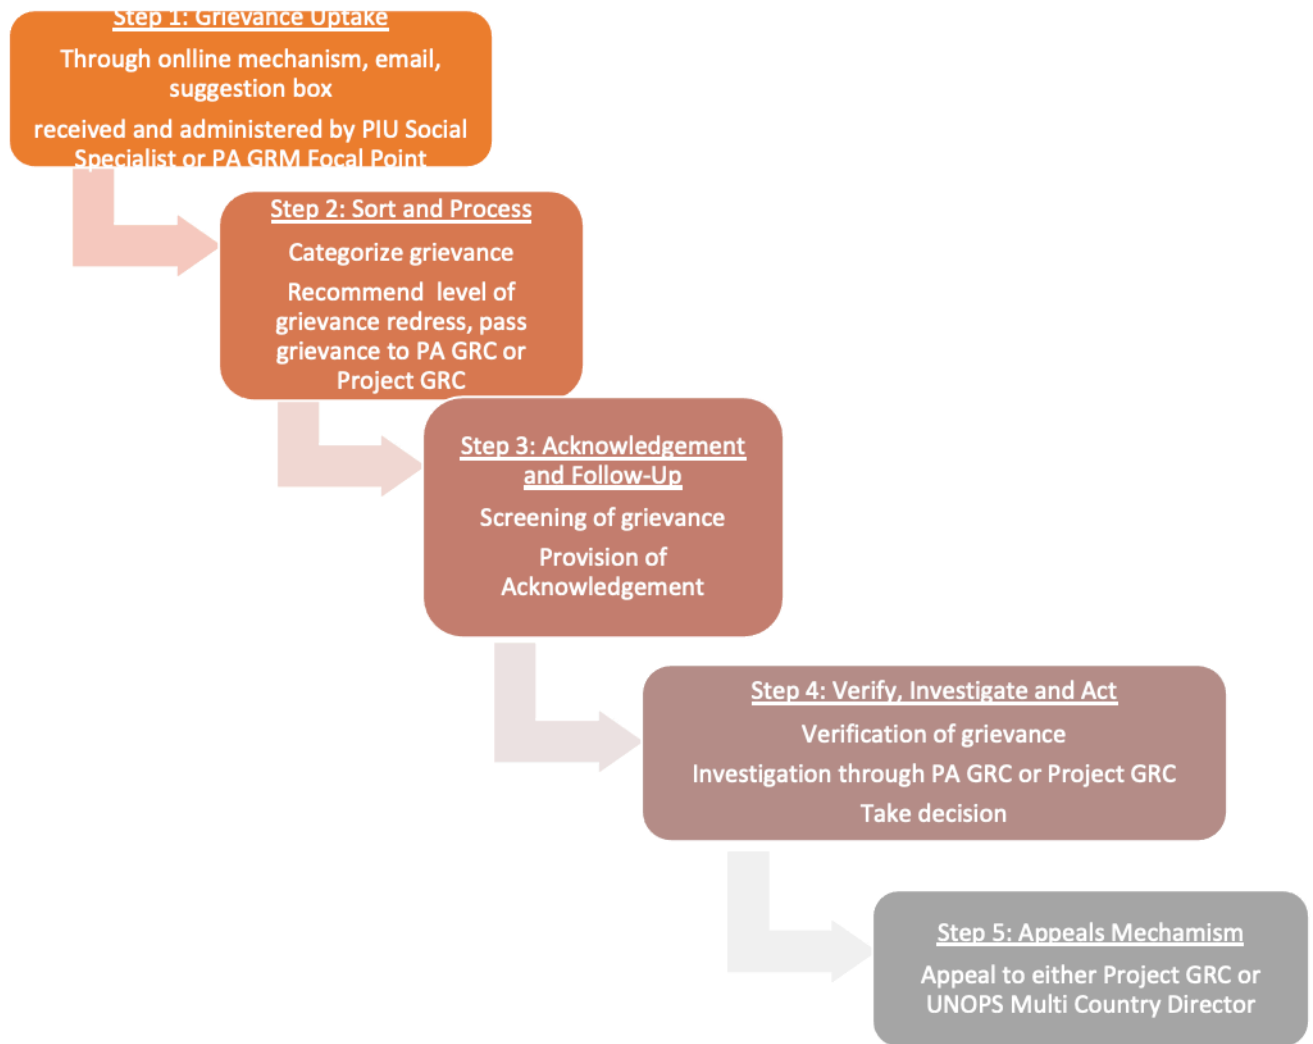 Step 1: Grievance Uptake
Through onlline mechanism, email,
suggestion box
received and administered by PIU Social
Specialist or PA GRM Focal Point
Step 2: Sort and Process
Categorize grievance
Recommend level of
grievance redress, pass
grievance to PA GRC or
Project GRC
Step 3: Acknowledgement
and Follow-Up
Screening of grievance
Provision of
Acknowledgement
Step 4: Verify, Investigate and Act
Verification of grievance
Investigation through PA GRC or Project GRC
Take decision
Step 5: Appeals Mechamism
Appeal to either Project GRC or
UNOPS Multi Country Director